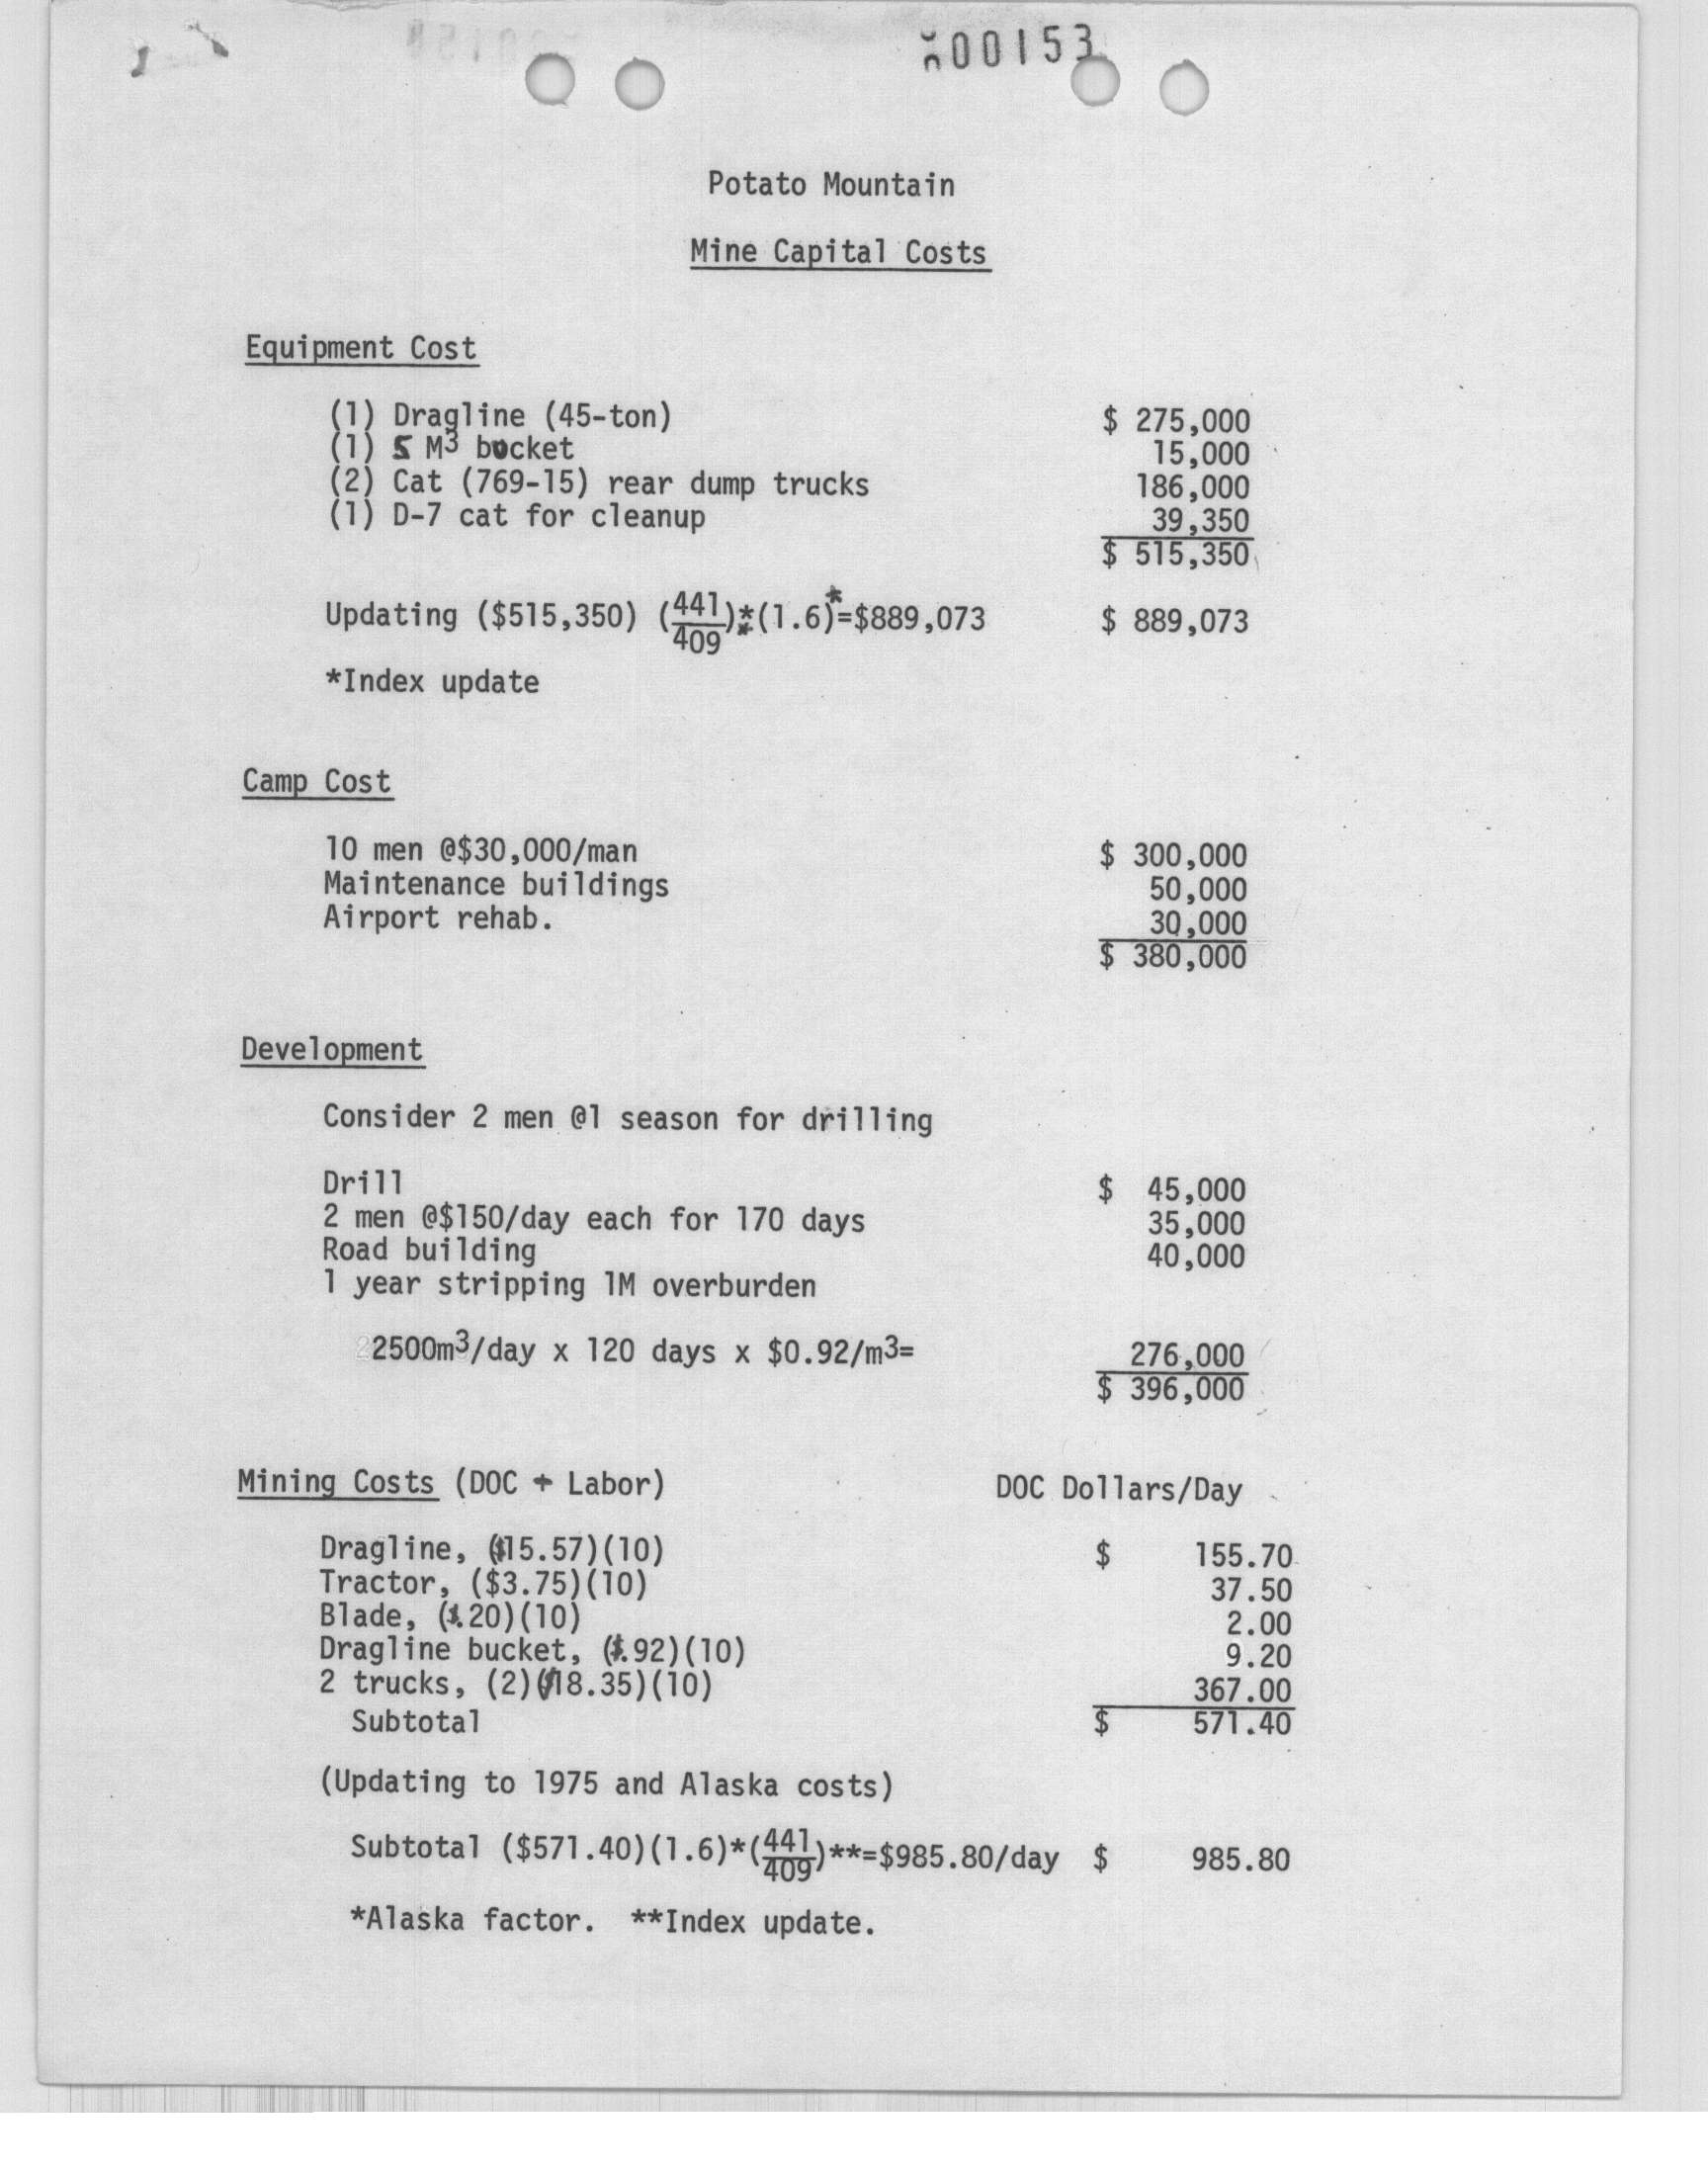 00153
Potato Mountain
Mine Capital Costs
Equipment Cost
(1) Dragline (45-ton) $ 275,000
(1) 5 M3 bucket 15,000
(2) Cat (769-15) rear dump trucks 186,000
(1) D-7 cat for cleanup 39,350
$ 515,350
Updating ($515,350) (441/409)**(1.6)*=$889,073 $ 889,073
*Index update
Camp Cost
10 men @$30,000/man $ 300,000
Maintenance buildings 50,000
Airport rehab. 30,000
$ 380,000
Development
Consider 2 men @1 season for drilling
Drill $ 45,000
2 men @$150/day each for 170 days 35,000
Road building 40,000
1 year stripping 1M overburden
2500m3/day x 120 days x $0.92/m3= 276,000
$ 396,000
Mining Costs (DOC + Labor) DOC Dollars/Day
Dragline, ($15.57)(10) $ 155.70
Tractor, ($3.75)(10) 37.50
Blade, ($.20)(10) 2.00
Dragline bucket, ($.92)(10) 9.20
2 trucks, (2)($18.35)(10) 367.00
Subtotal $ 571.40
(Updating to 1975 and Alaska costs)
Subtotal ($571.40)(1.6)*(441/409)**=$985.80/day $ 985.80
*Alaska factor. **Index update.